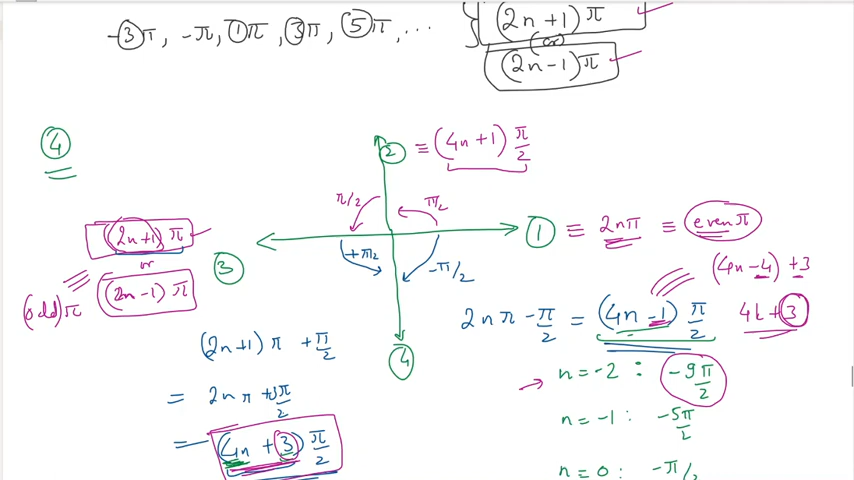 -3π, -π, 1π, 3π, 5π, ...
(2n+1)π
(or)
(2n-1)π
4
2 ≡ (4n+1) π/2
π/2
π/2
1 ≡ 2nπ ≡ even π
(2n+1)π
or
(2n-1)π
(odd)π
3
+π/2
-π/2
(4n-4)+3
2nπ - π/2 = (4n-1) π/2
4k+3
4
(2n+1)π + π/2
= 2nπ + 3π/2
= (4n+3) π/2
n=-2 : -9π/2
n=-1 : -5π/2
n=0 : -π/2